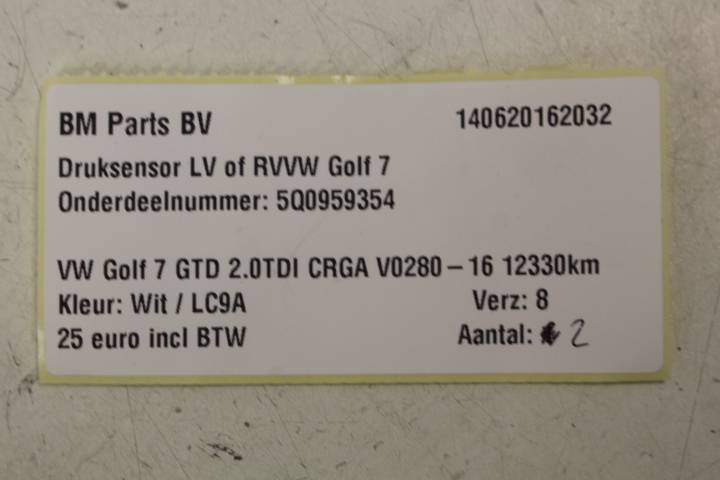 BM Parts BV 140620162032
Druksensor LV of RVVW Golf 7
Onderdeelnummer: 5Q0959354
VW Golf 7 GTD 2.0TDI CRGA V0280-16 12330km
Kleur: Wit / LC9A Verz: 8
25 euro incl BTW Aantal: 2